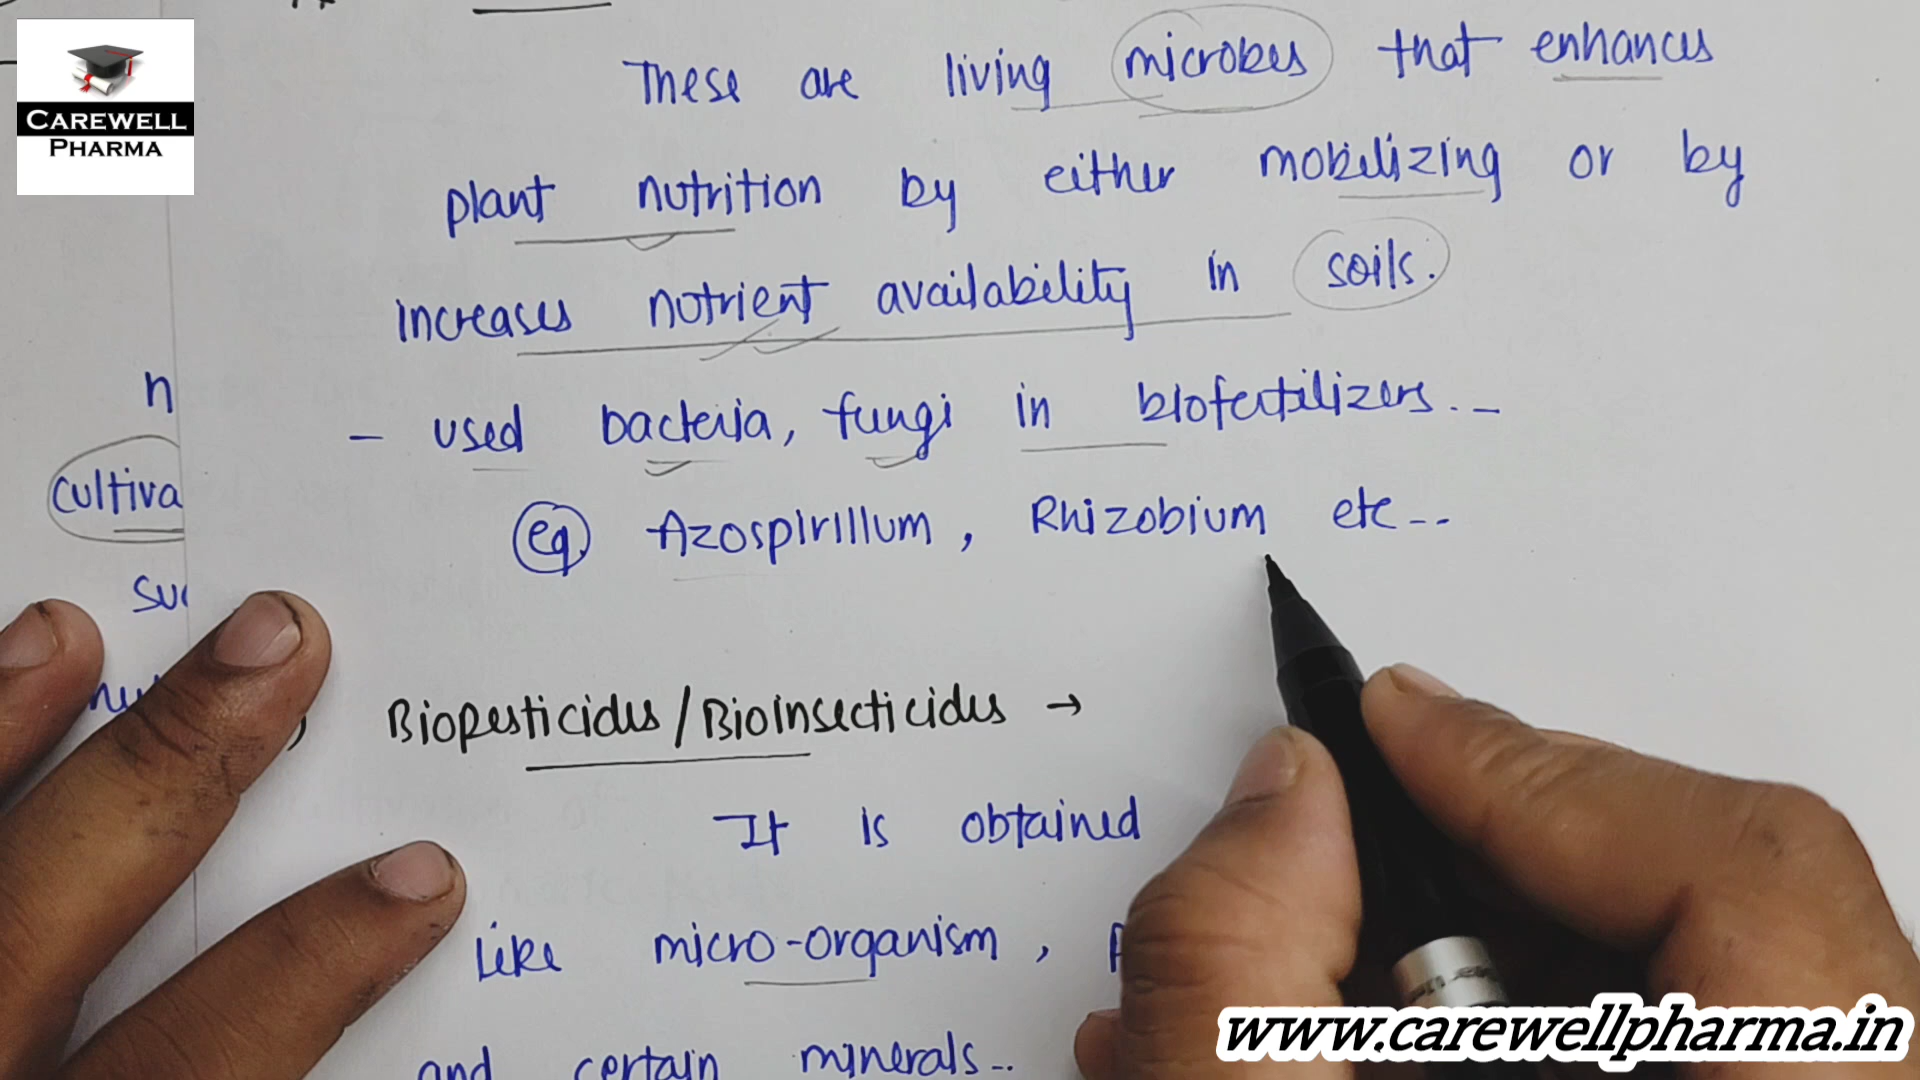 CAREWELL
PHARMA
These are living microbes that enhances
plant nutrition by either mobilizing or by
increases nutrient availability in soils.
n
- used bacteria, fungi in biofertilizers..-
cultiva
eg. Azospirillum, Rhizobium etc--
su
Biopesticides/Bioinsecticides →
It is obtained
like micro-organism,
and certain minerals..
www.carewellpharma.in